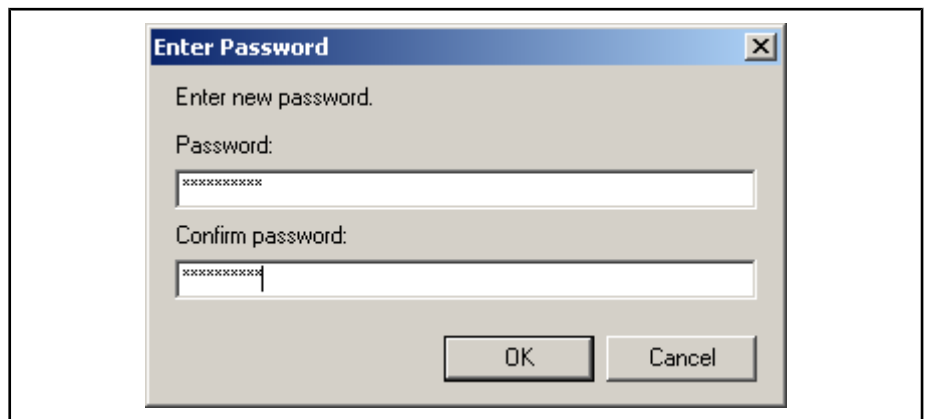 Enter Password
Enter new password.
Password:
**********
Confirm password:
**********
OK Cancel